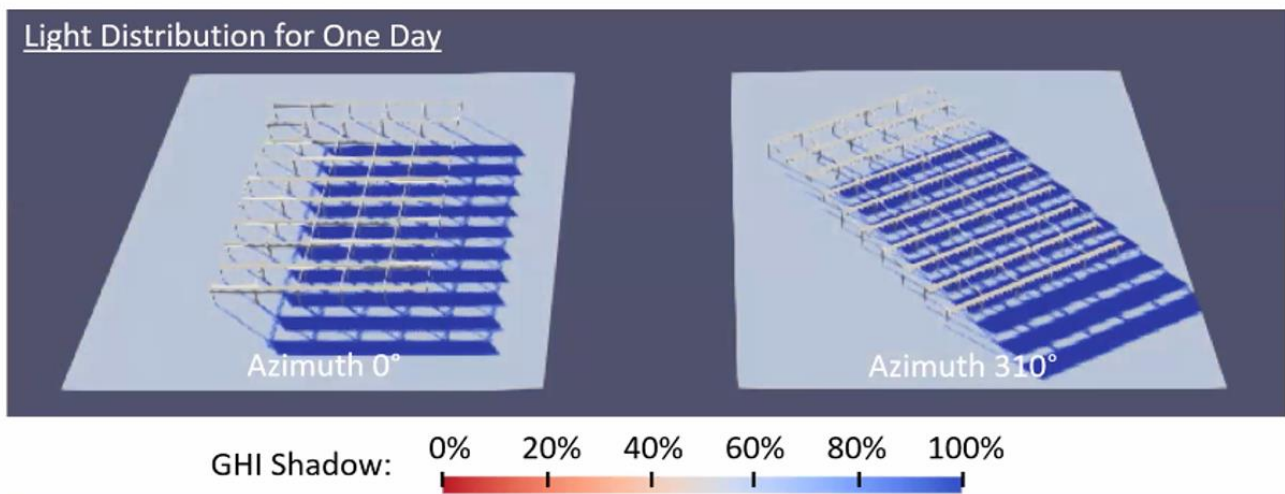 Light Distribution for One Day
Azimuth 0°
Azimuth 310°
GHI Shadow:
0% 20% 40% 60% 80% 100%